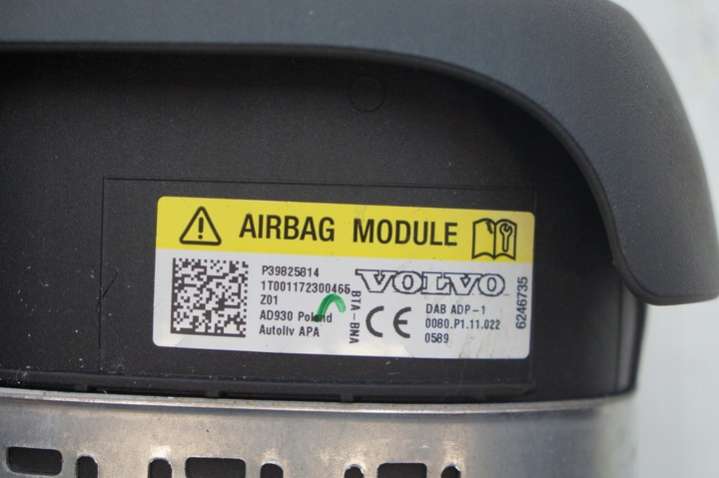 AIRBAG MODULE
P39825814
1T001172300466
Z01
AD930 Poland
Autoliv APA
BTA-BNA
VOLVO
CE
DAB ADP-1
0080.P1.11.022
0589
6246735